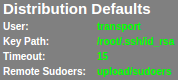 Distribution Defaults
User: transport
Key Path: /root/.ssh/id_rsa
Timeout: 15
Remote Sudoers: upload/sudoers